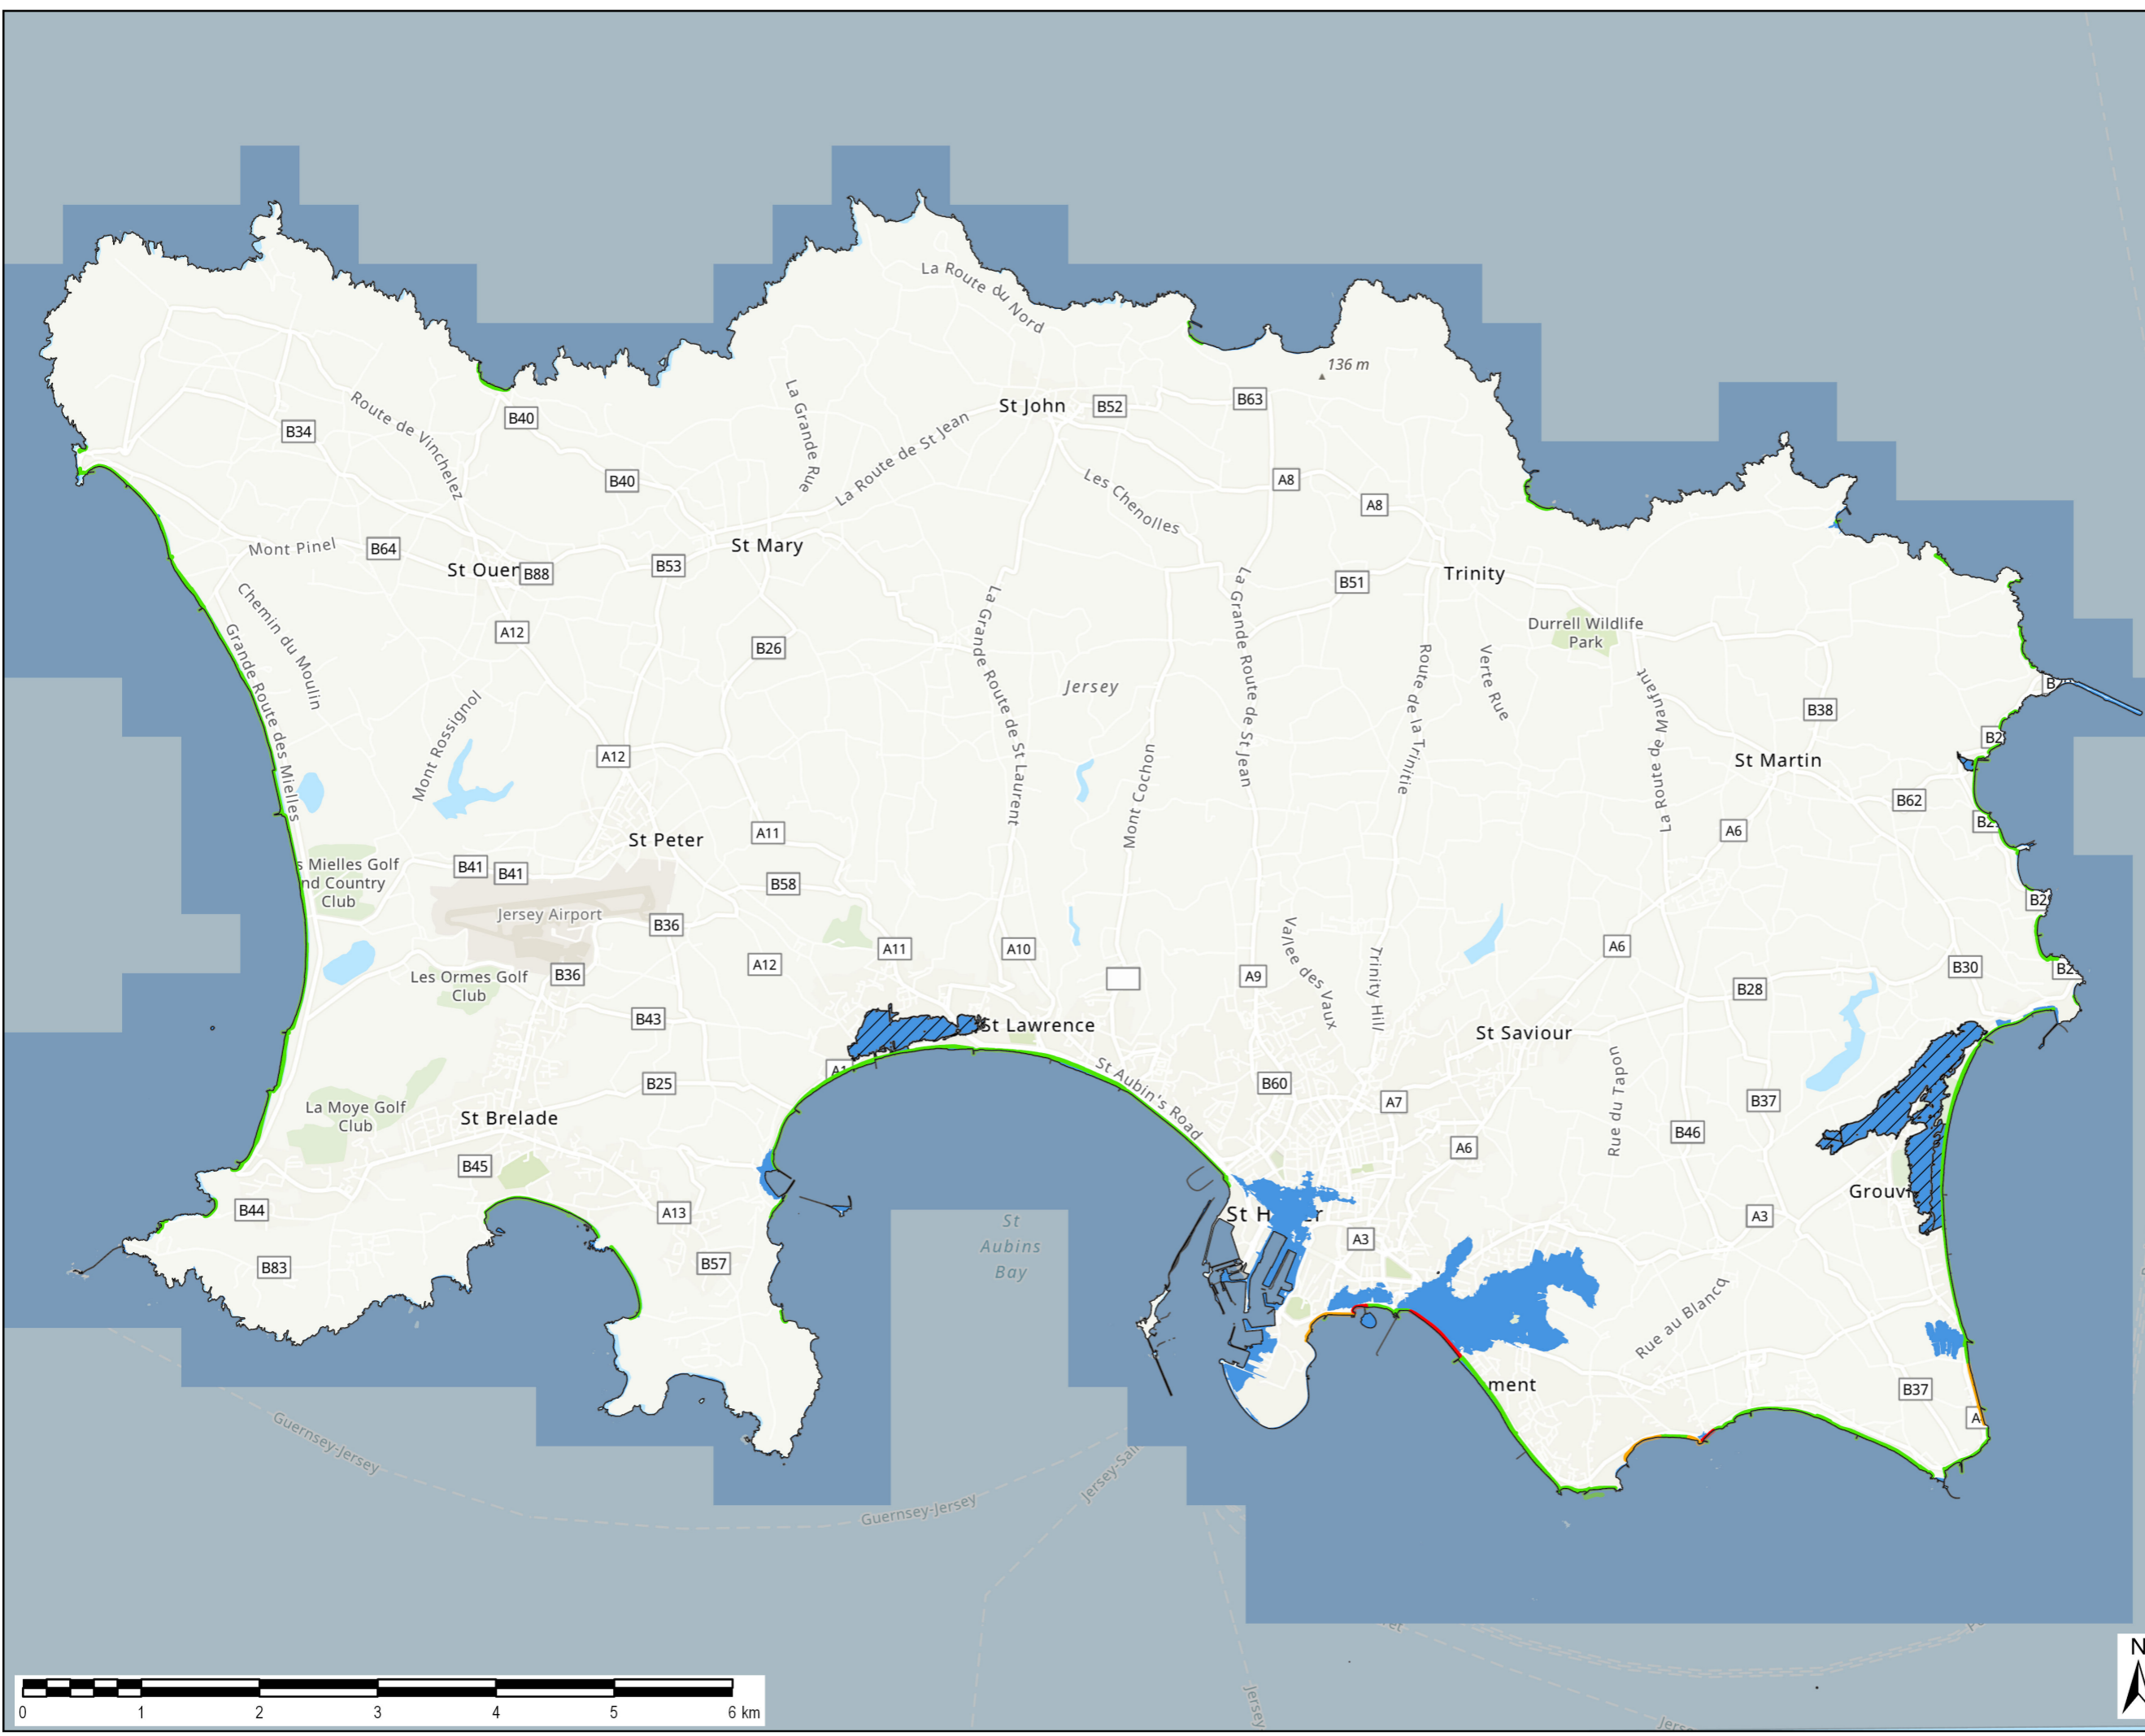 La Route du Nord
136 m
St John
B52
B63
B40
B34
Route de Vinchelez
La Grande Rue
La Route de St Jean
B40
Les Chenolles
A8
A8
Mont Pinel
B64
St Ouen
B88
B53
St Mary
B51
Trinity
Chemin du Moulin
La Grande Route de St Laurent
La Grande Route de St Jean
A12
B26
Durrell Wildlife
Park
Grande Route des Mielles
Mont Rossignol
Jersey
Route de la Trinitie
Verte Rue
La Route de Maufant
B38
A12
Mont Cochon
St Martin
B62
St Peter
A11
A6
s Mielles Golf
nd Country
Club
B41
B41
B58
Jersey Airport
B36
A11
A10
Vallee des Vaux
Trinity Hill/
A6
Les Ormes Golf
Club
B36
A12
A9
B28
B30
B43
St Lawrence
St Saviour
La Moye Golf
Club
B25
St Aubin's Road
B60
A7
Rue du Tapon
B37
St Brelade
B46
A6
B45
B44
A13
St
Aubins
Bay
A3
A3
B83
B57
Rue au Blancq
ment
B37
Guernsey-Jersey
Guernsey-Jersey
Jersey
0 1 2 3 4 5 6 km
N